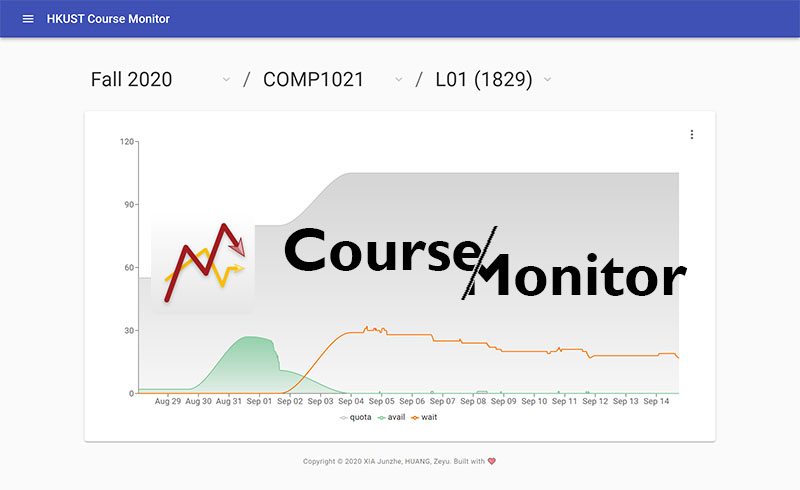 HKUST Course Monitor
Fall 2020 / COMP1021 / L01 (1829)
120
90
60
30
0
Course/Monitor
Aug 29 Aug 30 Aug 31 Sep 01 Sep 02 Sep 03 Sep 04 Sep 05 Sep 06 Sep 07 Sep 08 Sep 09 Sep 10 Sep 11 Sep 12 Sep 13 Sep 14
quota avail wait
Copyright © 2020 XIA Junzhe, HUANG, Zeyu. Built with